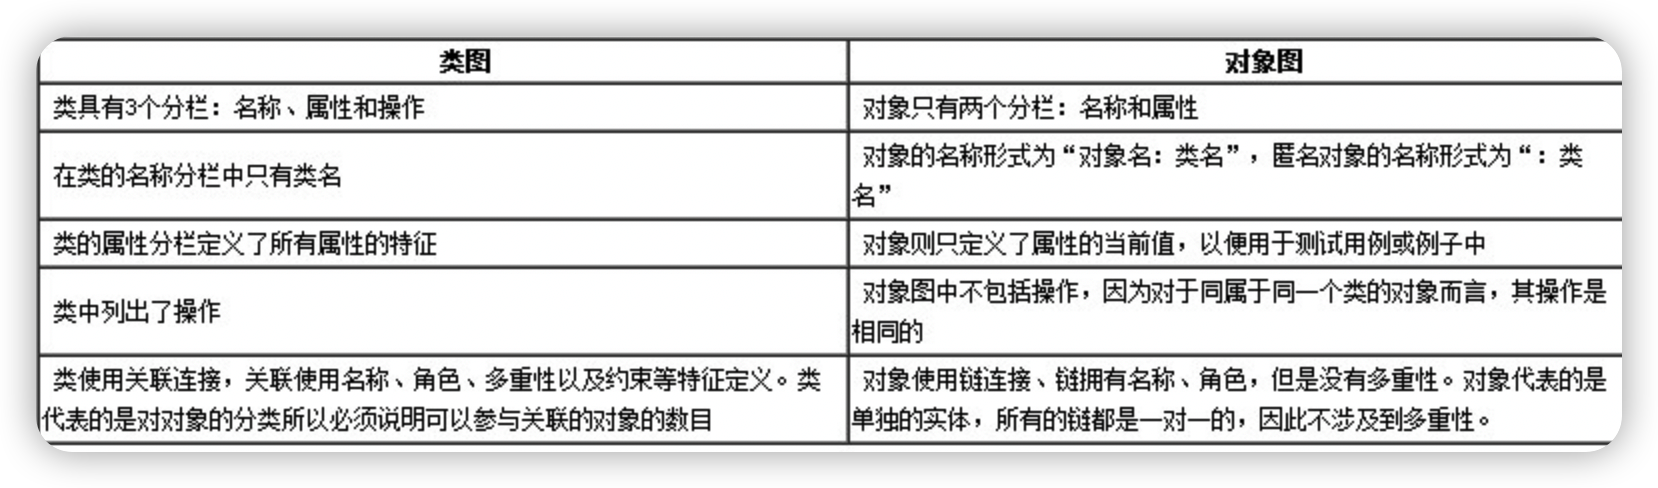 类图
对象图
类具有3个分栏：名称、属性和操作
对象只有两个分栏：名称和属性
在类的名称分栏中只有类名
对象的名称形式为“对象名：类名”，匿名对象的名称形式为“：类
名”
类的属性分栏定义了所有属性的特征
对象则只定义了属性的当前值，以便用于测试用例或例子中
类中列出了操作
对象图中不包括操作，因为对于同属于同一个类的对象而言，其操作是
相同的
类使用关联连接，关联使用名称、角色、多重性以及约束等特征定义。类
代表的是对对象的分类所以必须说明可以参与关联的对象的数目
对象使用链连接、链拥有名称、角色，但是没有多重性。对象代表的是
单独的实体，所有的链都是一对一的，因此不涉及到多重性。